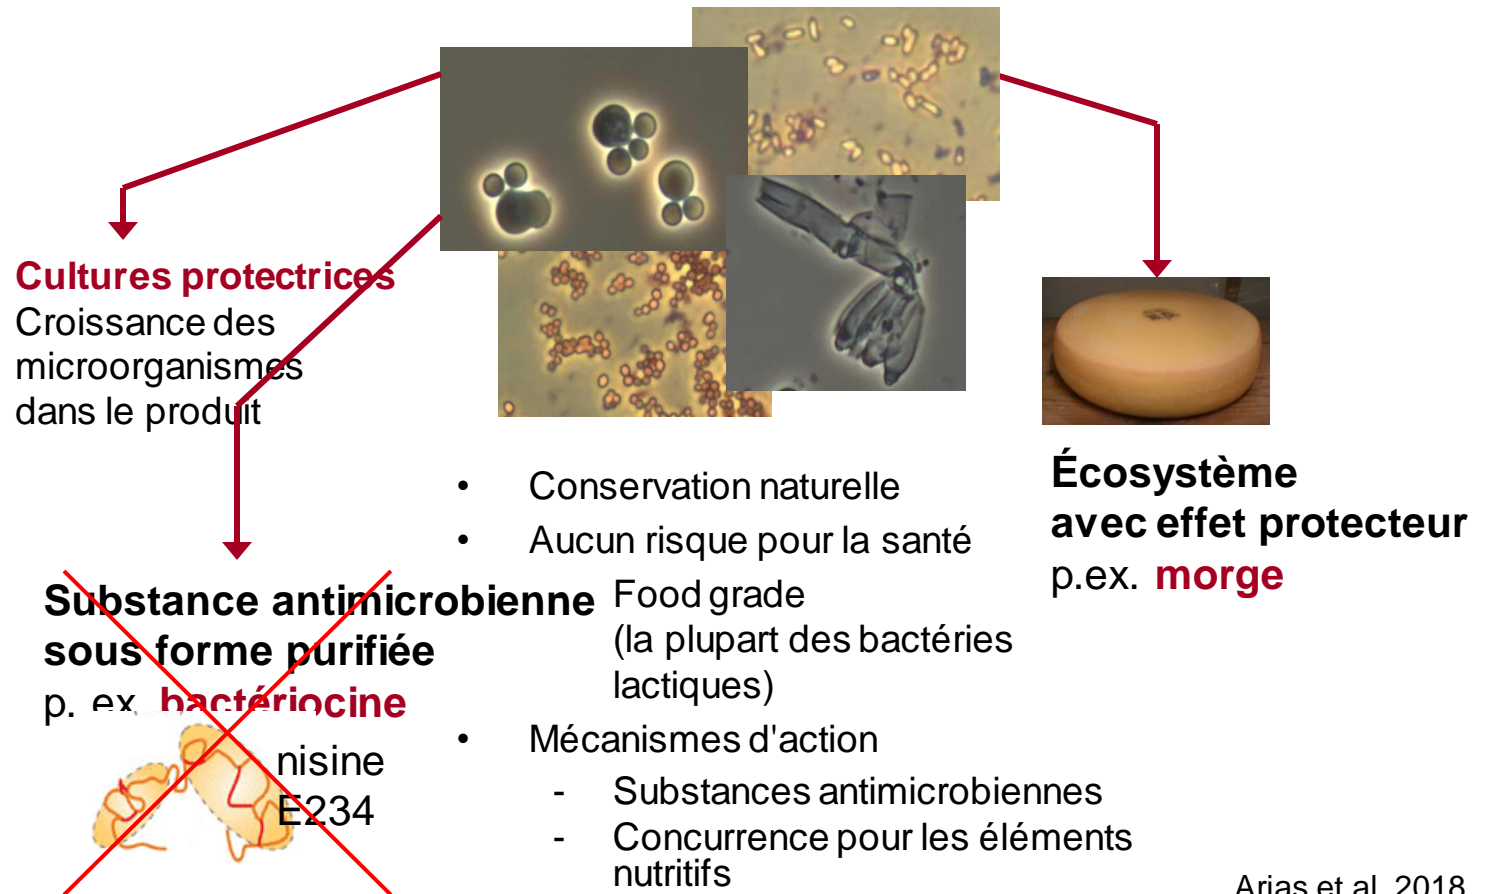 Cultures protectrices
Croissance des
microorganismes
dans le produit
Substance antimicrobienne
sous forme purifiée
p. ex. bactériocine
nisine
E234
• Conservation naturelle
• Aucun risque pour la santé
Food grade
(la plupart des bactéries
lactiques)
• Mécanismes d'action
- Substances antimicrobiennes
- Concurrence pour les éléments
nutritifs
Écosystème
avec effet protecteur
p.ex. morge
Arias et al. 2018